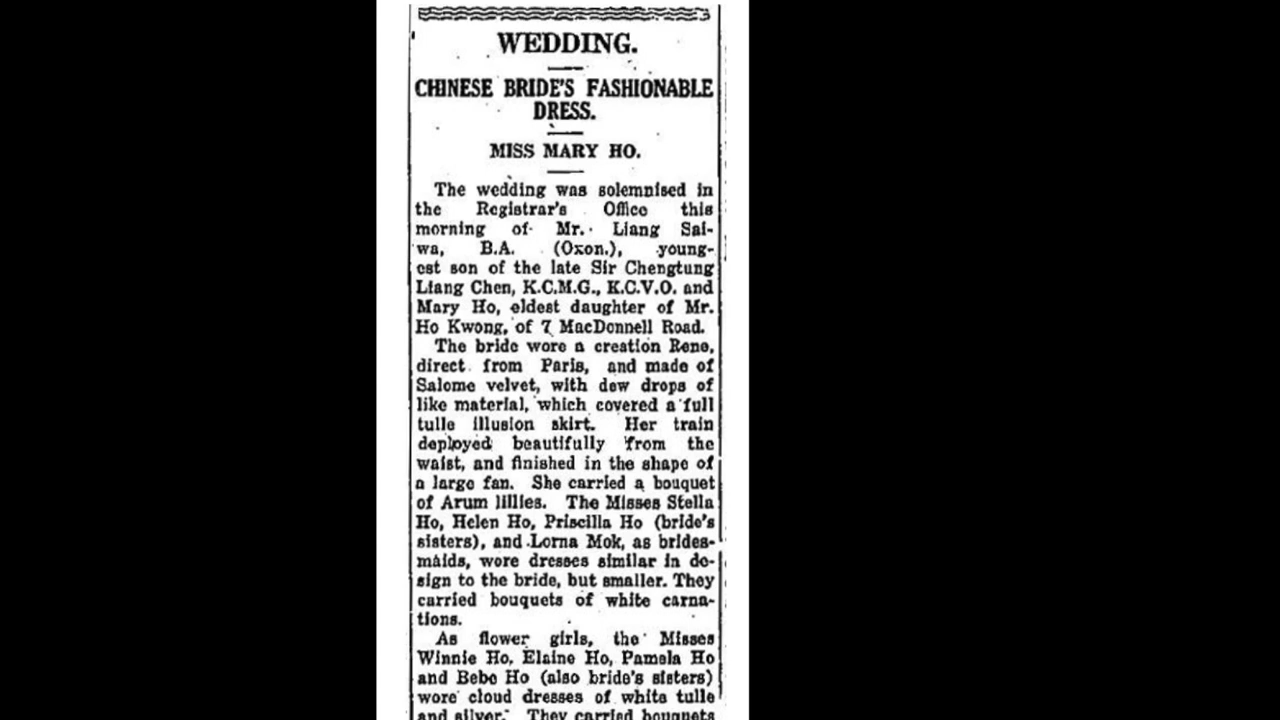 WEDDING.
CHINESE BRIDE'S FASHIONABLE
DRESS.
MISS MARY HO.
The wedding was solemnised in
the Registrar's Office this
morning of Mr. Liang Sai-
wa, B.A. (Oxon.), young-
est son of the late Sir Chengtung
Liang Chen, K.C.M.G., K.C.V.O. and
Mary Ho, eldest daughter of Mr.
Ho Kwong, of 7 MacDonnell Road.
The bride wore a creation Rene,
direct from Paris, and made of
Salome velvet, with dew drops of
like material, which covered a full
tulle illusion skirt. Her train
deployed beautifully from the
waist, and finished in the shape of
a large fan. She carried a bouquet
of Arum lillies. The Misses Stella
Ho, Helen Ho, Priscilla Ho (bride's
sisters), and Lorna Mok, as brides-
maids, wore dresses similar in de-
sign to the bride, but smaller. They
carried bouquets of white carna-
tions.
As flower girls, the Misses
Winnie Ho, Elaine Ho, Pamela Ho
and Bebe Ho (also bride's sisters)
wore cloud dresses of white tulle
and silver. They carried bouquets